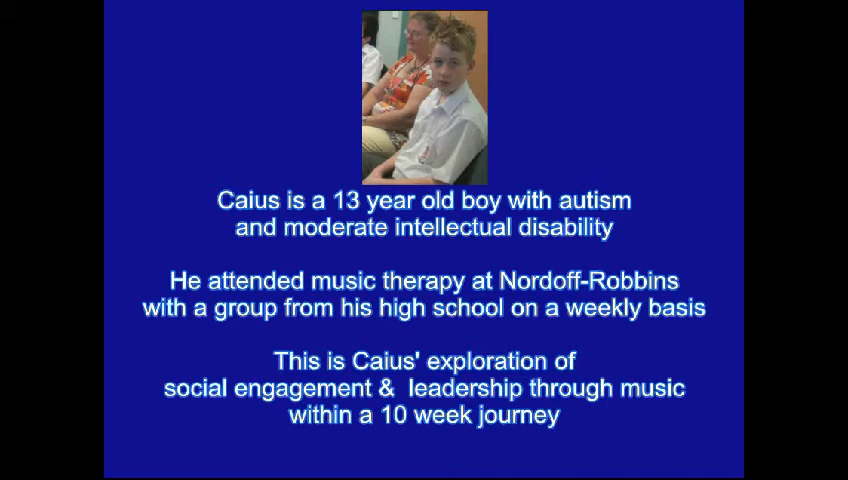 Caius is a 13 year old boy with autism
and moderate intellectual disability
He attended music therapy at Nordoff-Robbins
with a group from his high school on a weekly basis
This is Caius' exploration of
social engagement &  leadership through music
within a 10 week journey